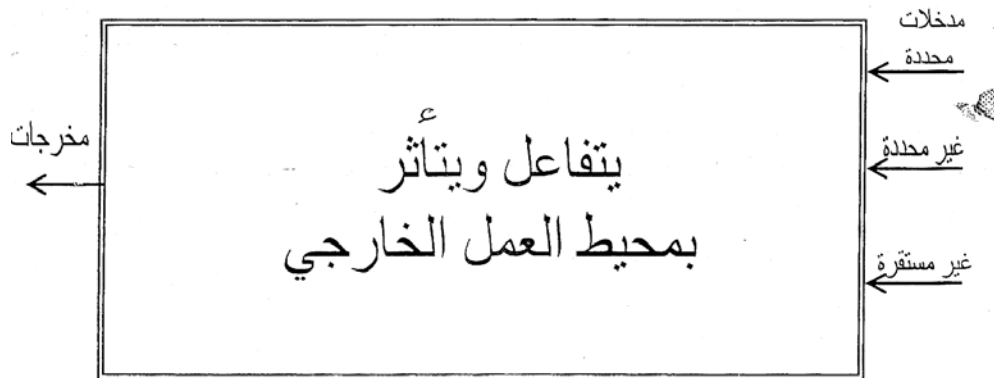 مدخلات
محددة
غير محددة
غير مستقرة
يتفاعل ويتأثر
بمحيط العمل الخارجي
مخرجات